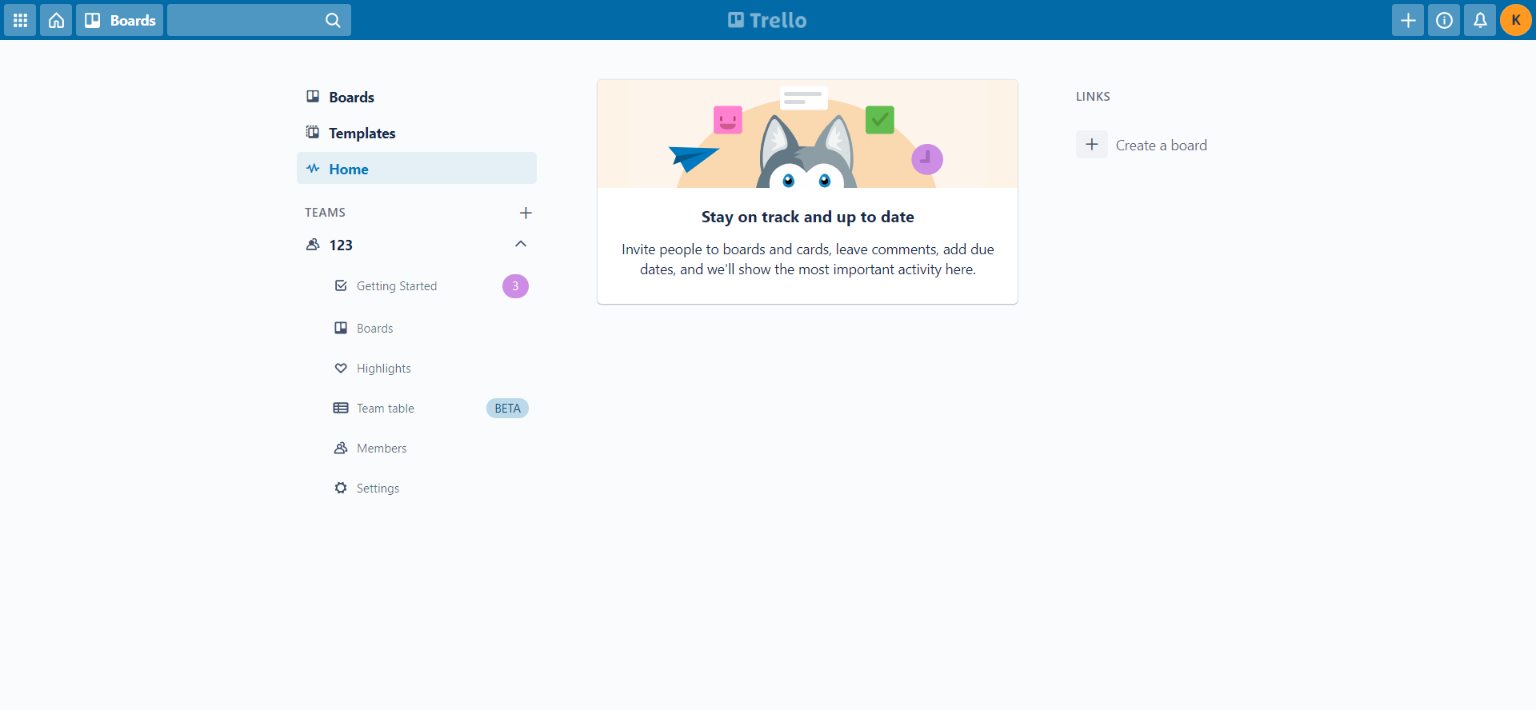 Boards
Trello
K
Boards
Templates
Home
TEAMS
123
Getting Started
3
Boards
Highlights
Team table
BETA
Members
Settings
Stay on track and up to date
Invite people to boards and cards, leave comments, add due
dates, and we'll show the most important activity here.
LINKS
Create a board